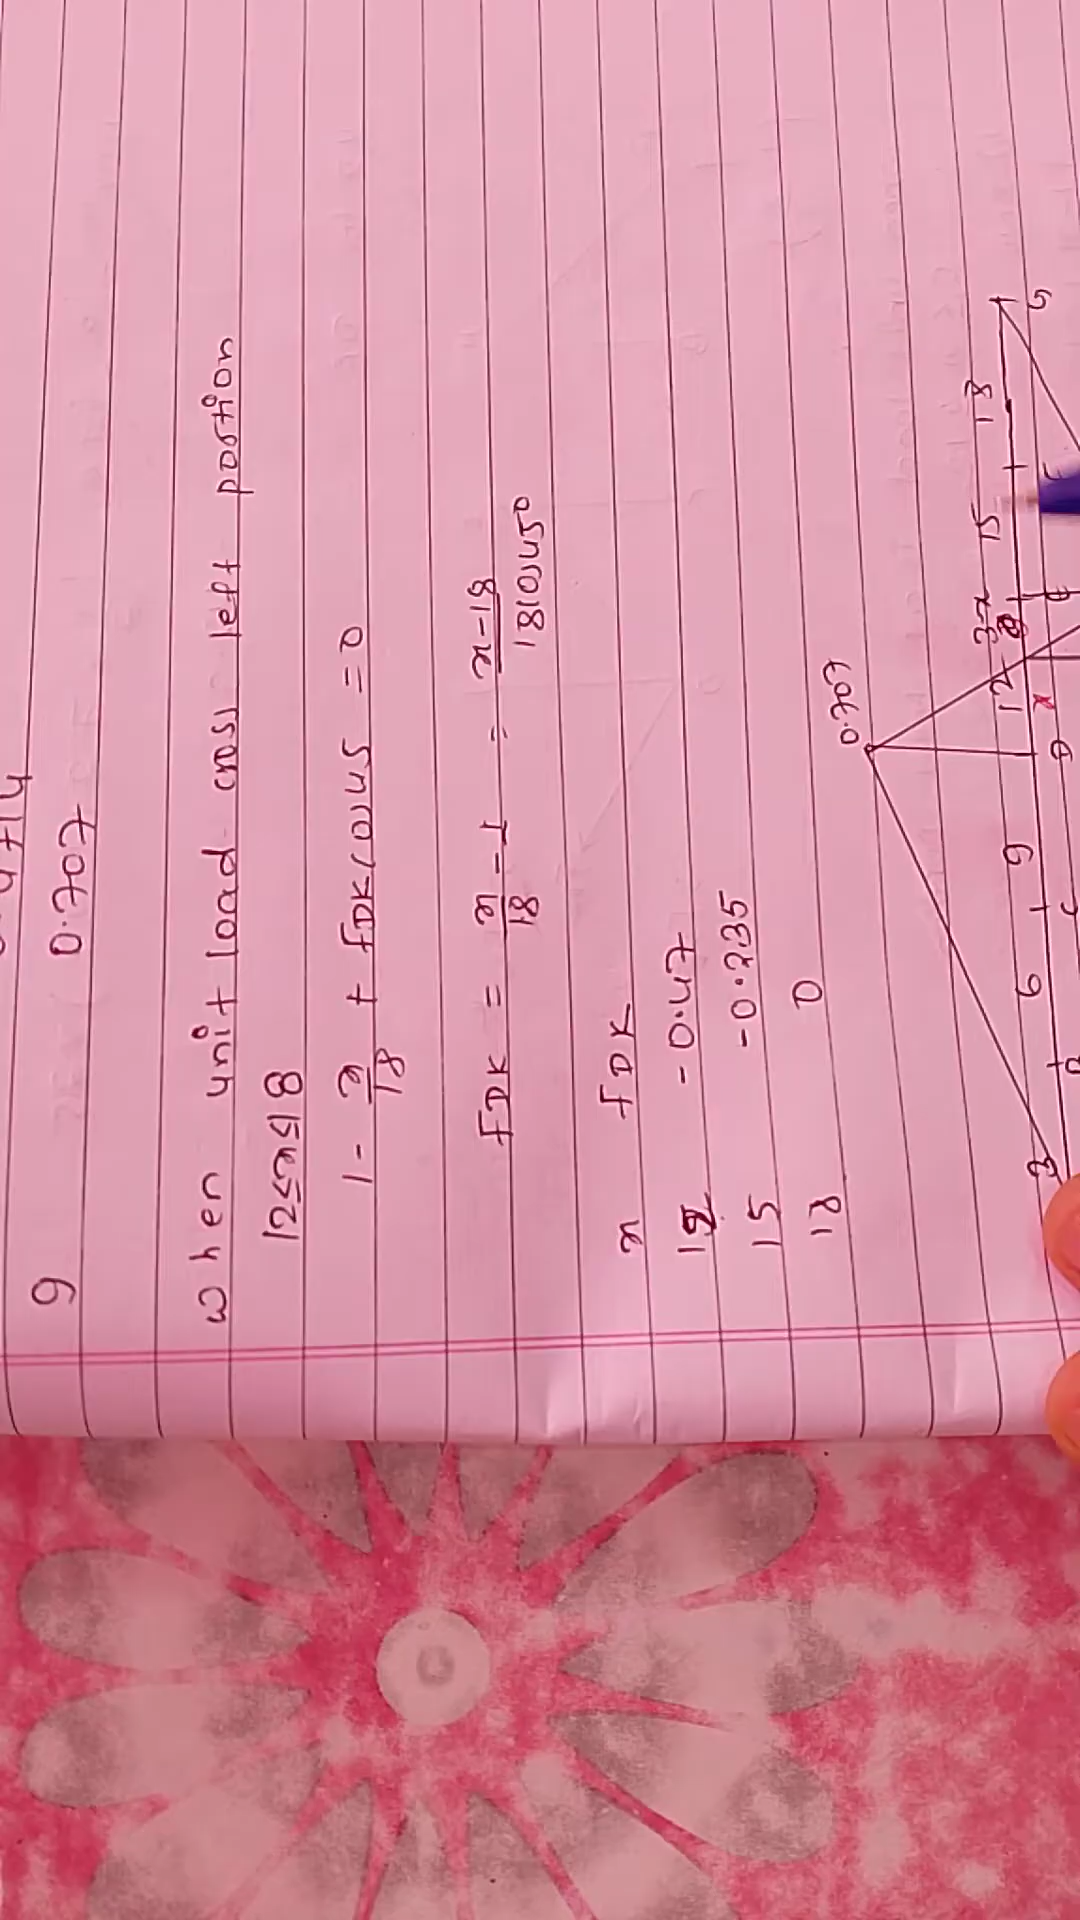 9 0.707
when unit load cross left portion
12≤x≤18
1 - x/18 + fDK cos45 = 0
fDK = x/18 - 1 = x-18/18cos45°
x fDK
12 -0.47
15 -0.235
18 0
0.707
3 6 9 12 15 18
D